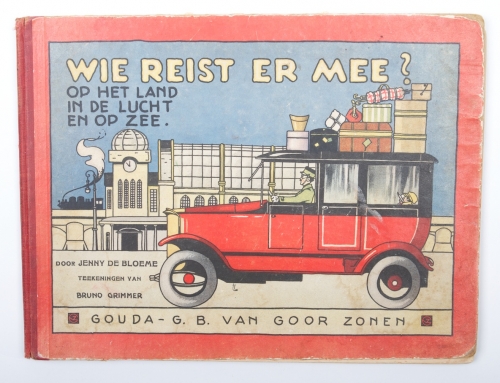 WIE REIST ER MEE?
OP HET LAND
IN DE LUCHT
EN OP ZEE.
DOOR JENNY DE BLOEME
TEEKENINGEN VAN
BRUNO GRIMMER
GOUDA - G. B. VAN GOOR ZONEN